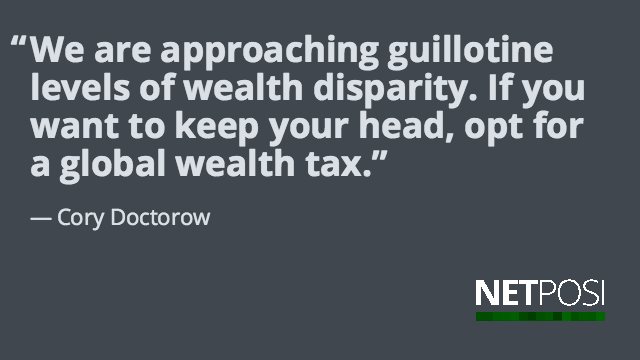 “We are approaching guillotine
levels of wealth disparity. If you
want to keep your head, opt for
a global wealth tax.”
— Cory Doctorow
NETPOSI